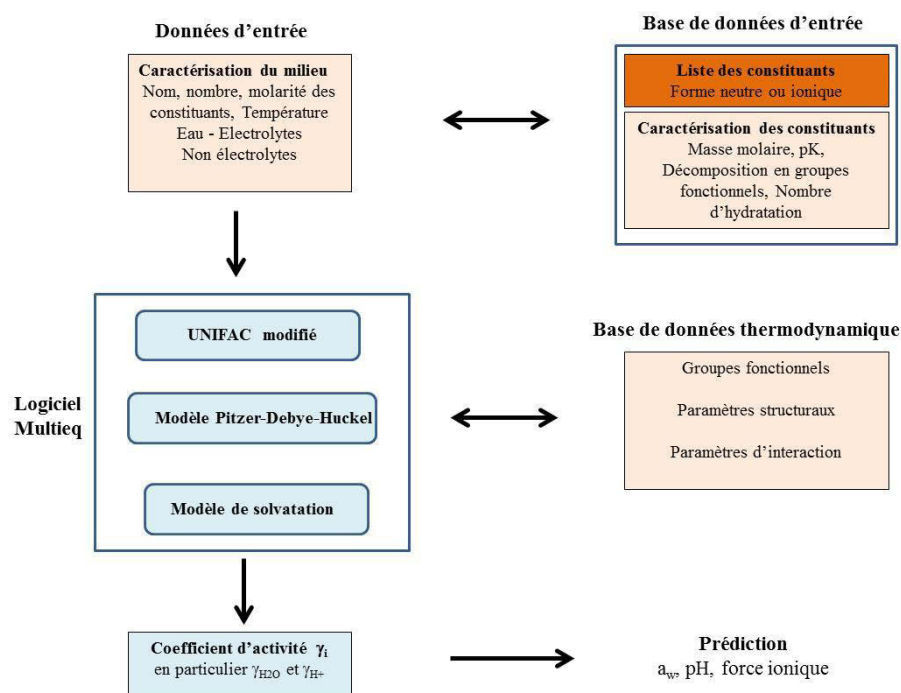 Données d'entrée
Caractérisation du milieu
Nom, nombre, molarité des
constituants, Température
Eau - Electrolytes
Non électrolytes
Base de données d'entrée
Liste des constituants
Forme neutre ou ionique
Caractérisation des constituants
Masse molaire, pK,
Décomposition en groupes
fonctionnels, Nombre
d'hydratation
Logiciel
Multieq
UNIFAC modifié
Modèle Pitzer-Debye-Huckel
Modèle de solvatation
Base de données thermodynamique
Groupes fonctionnels
Paramètres structuraux
Paramètres d'interaction
Coefficient d'activité γi
en particulier γH2O et γH+
Prédiction
aw, pH, force ionique